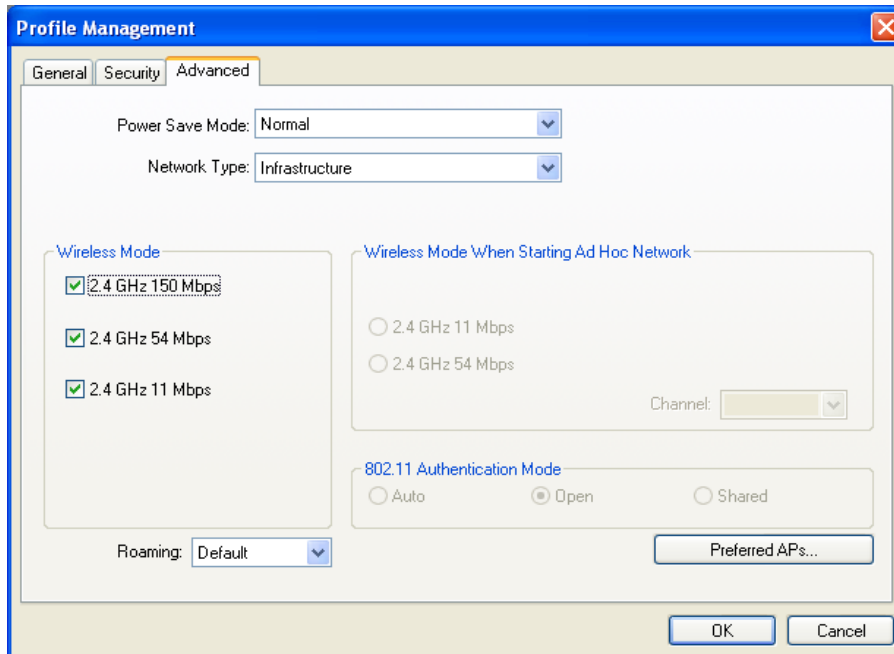 Profile Management
General Security Advanced
Power Save Mode: Normal
Network Type: Infrastructure
Wireless Mode
2.4 GHz 150 Mbps
2.4 GHz 54 Mbps
2.4 GHz 11 Mbps
Wireless Mode When Starting Ad Hoc Network
2.4 GHz 11 Mbps
2.4 GHz 54 Mbps
Channel:
802.11 Authentication Mode
Auto Open Shared
Roaming: Default
Preferred APs...
OK Cancel